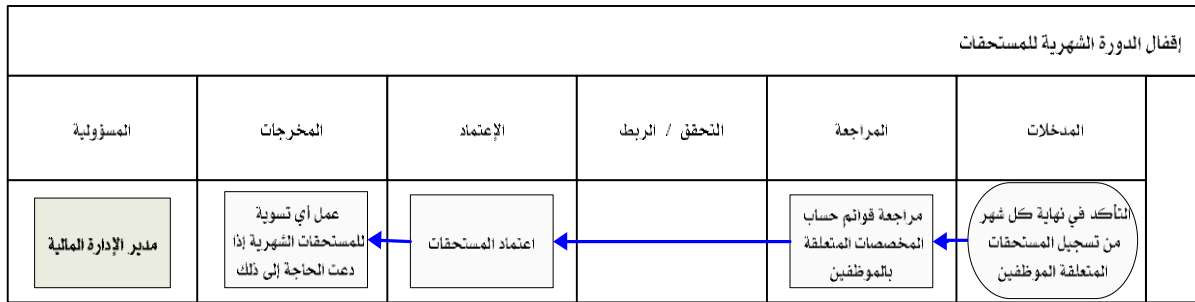 إقفال الدورة الشهرية للمستحقات
المدخلات
المراجعة
التحقق / الربط
الإعتماد
المخرجات
المسؤولية
التأكد في نهاية كل شهر
من تسجيل المستحقات
المتعلقة الموظفين
مراجعة قوائم حساب
المخصصات المتعلقة
بالموظفين
اعتماد المستحقات
عمل أي تسوية
للمستحقات الشهرية إذا
دعت الحاجة إلى ذلك
مدير الإدارة المالية